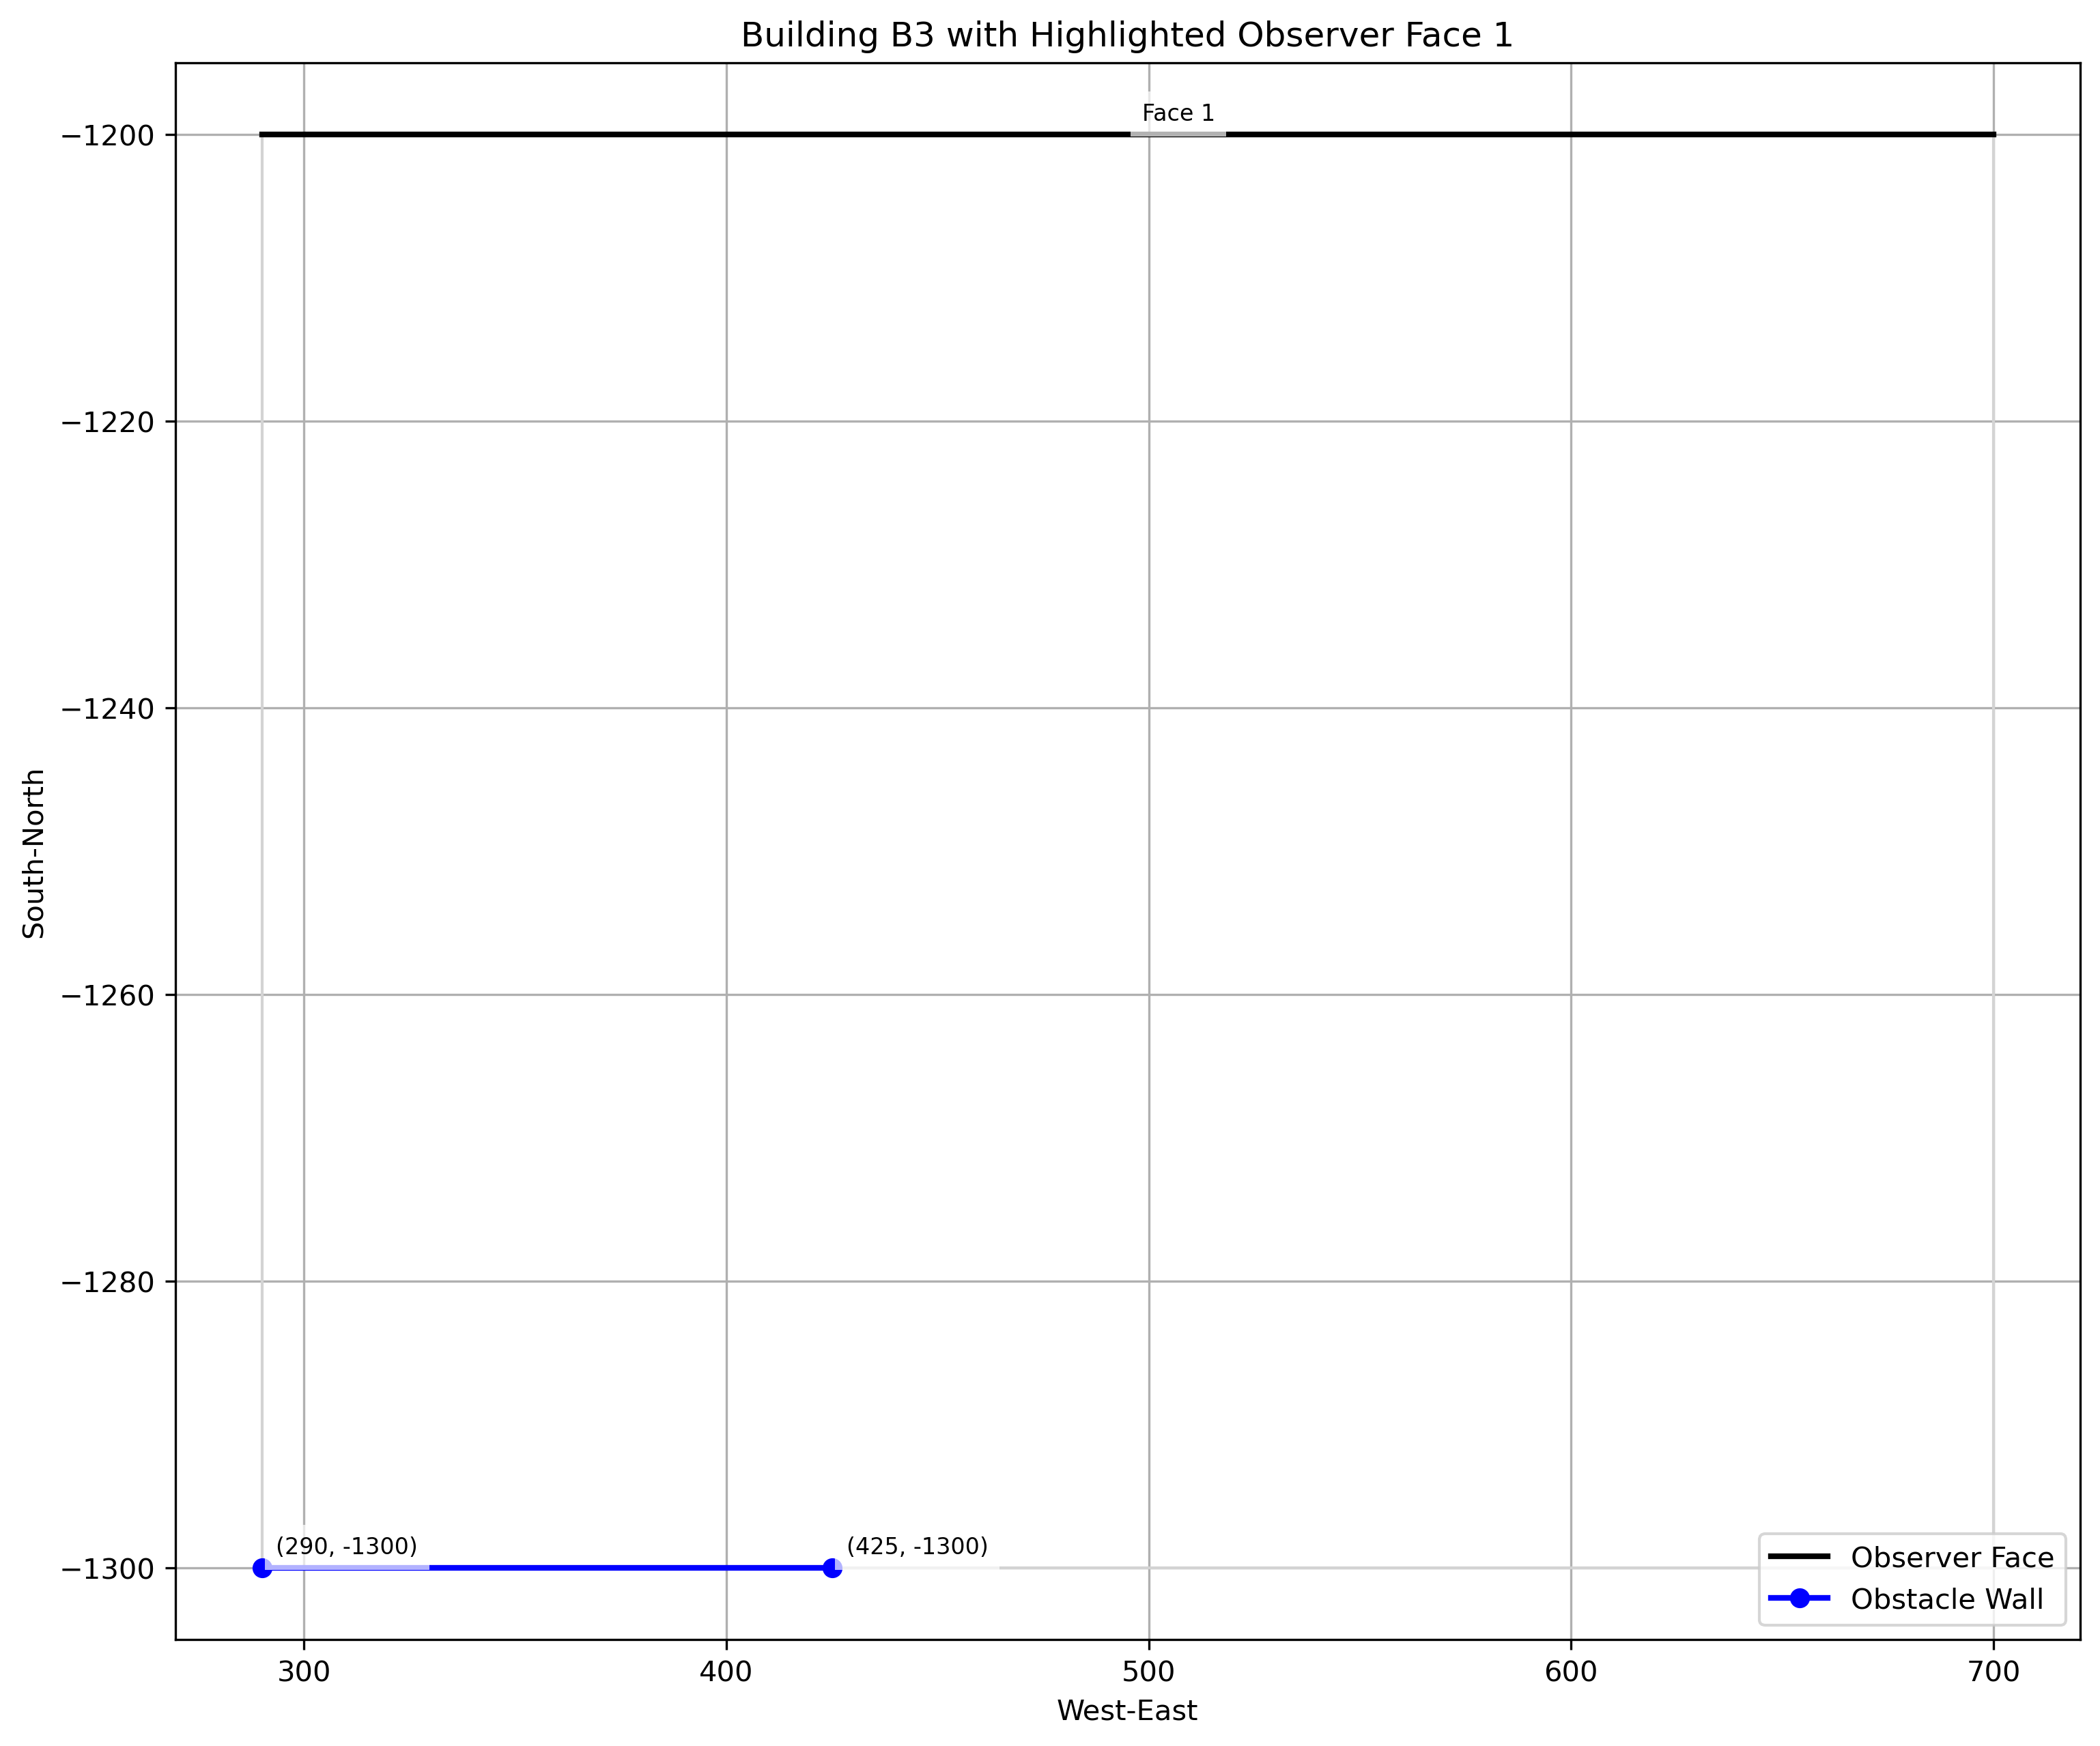 Building B3 with Highlighted Observer Face 1
Face 1
−1200
−1220
−1240
−1260
−1280
−1300
South-North
(290, -1300)
(425, -1300)
Observer Face
Obstacle Wall
300
400
500
600
700
West-East